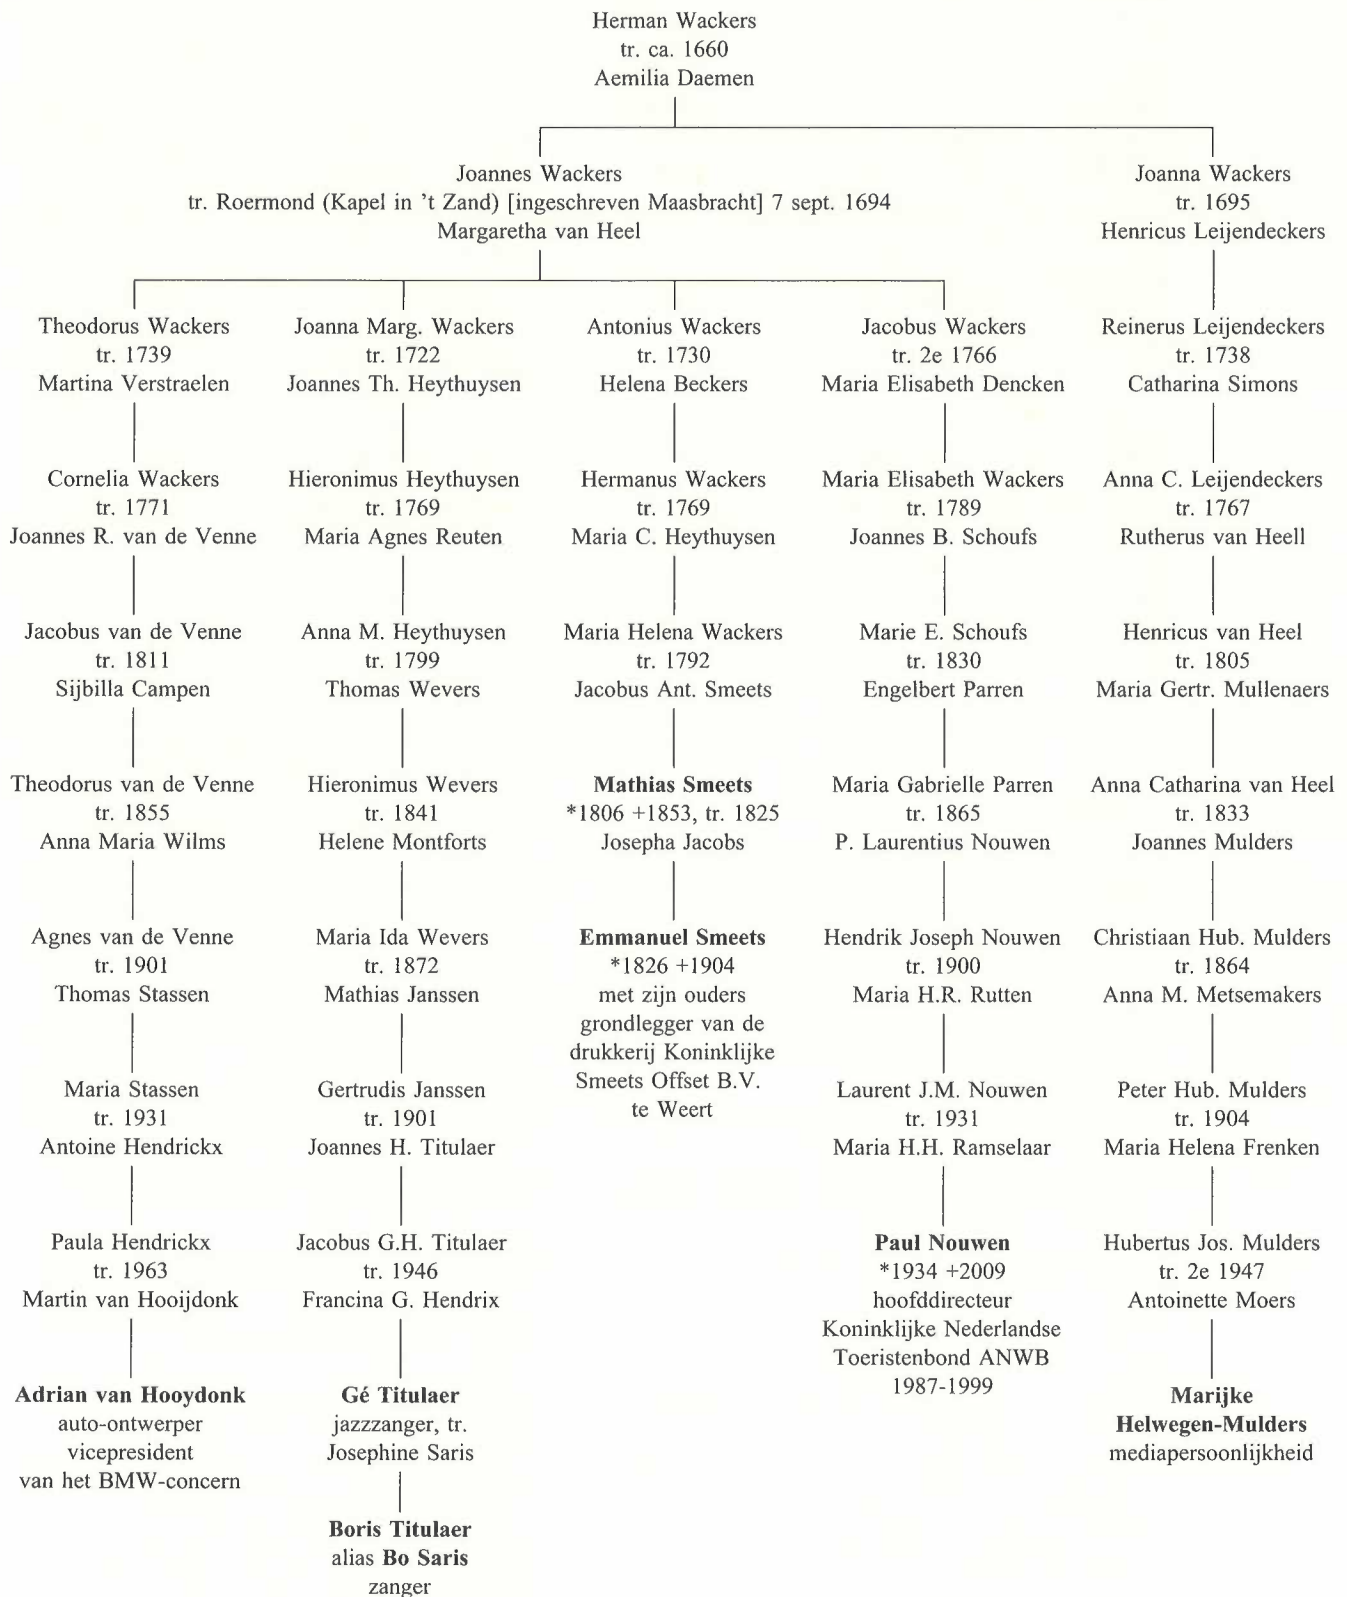 Herman Wackers
tr. ca. 1660
Aemilia Daemen
Joannes Wackers
tr. Roermond (Kapel in ’t Zand) [ingeschreven Maasbracht] 7 sept. 1694
Margaretha van Heel
Joanna Wackers
tr. 1695
Henricus Leijendeckers
Theodorus Wackers
tr. 1739
Martina Verstraelen
Cornelia Wackers
tr. 1771
Joannes R. van de Venne
Jacobus van de Venne
tr. 1811
Sijbilla Campen
Theodorus van de Venne
tr. 1855
Anna Maria Wilms
Agnes van de Venne
tr. 1901
Thomas Stassen
Maria Stassen
tr. 1931
Antoine Hendrickx
Paula Hendrickx
tr. 1963
Martin van Hooijdonk
Adrian van Hooydonk
auto-ontwerper
vicepresident
van het BMW-concern
Joanna Marg. Wackers
tr. 1722
Joannes Th. Heythuysen
Hieronimus Heythuysen
tr. 1769
Maria Agnes Reuten
Anna M. Heythuysen
tr. 1799
Thomas Wevers
Hieronimus Wevers
tr. 1841
Helene Montforts
Maria Ida Wevers
tr. 1872
Mathias Janssen
Gertrudis Janssen
tr. 1901
Joannes H. Titulaer
Jacobus G.H. Titulaer
tr. 1946
Francina G. Hendrix
Gé Titulaer
jazzzanger, tr.
Josephine Saris
Boris Titulaer
alias Bo Saris
zanger
Antonius Wackers
tr. 1730
Helena Beckers
Hermanus Wackers
tr. 1769
Maria C. Heythuysen
Maria Helena Wackers
tr. 1792
Jacobus Ant. Smeets
Mathias Smeets
*1806 +1853, tr. 1825
Josepha Jacobs
Emmanuel Smeets
*1826 +1904
met zijn ouders
grondlegger van de
drukkerij Koninklijke
Smeets Offset B.V.
te Weert
Jacobus Wackers
tr. 2e 1766
Maria Elisabeth Dencken
Maria Elisabeth Wackers
tr. 1789
Joannes B. Schoufs
Marie E. Schoufs
tr. 1830
Engelbert Parren
Maria Gabrielle Parren
tr. 1865
P. Laurentius Nouwen
Hendrik Joseph Nouwen
tr. 1900
Maria H.R. Rutten
Laurent J.M. Nouwen
tr. 1931
Maria H.H. Ramselaar
Paul Nouwen
*1934 +2009
hoofddirecteur
Koninklijke Nederlandse
Toeristenbond ANWB
1987-1999
Reinerus Leijendeckers
tr. 1738
Catharina Simons
Anna C. Leijendeckers
tr. 1767
Rutherus van Heell
Henricus van Heel
tr. 1805
Maria Gertr. Mullenaers
Anna Catharina van Heel
tr. 1833
Joannes Mulders
Christiaan Hub. Mulders
tr. 1864
Anna M. Metsemakers
Peter Hub. Mulders
tr. 1904
Maria Helena Frenken
Hubertus Jos. Mulders
tr. 2e 1947
Antoinette Moers
Marijke
Helwegen-Mulders
mediapersoonlijkheid